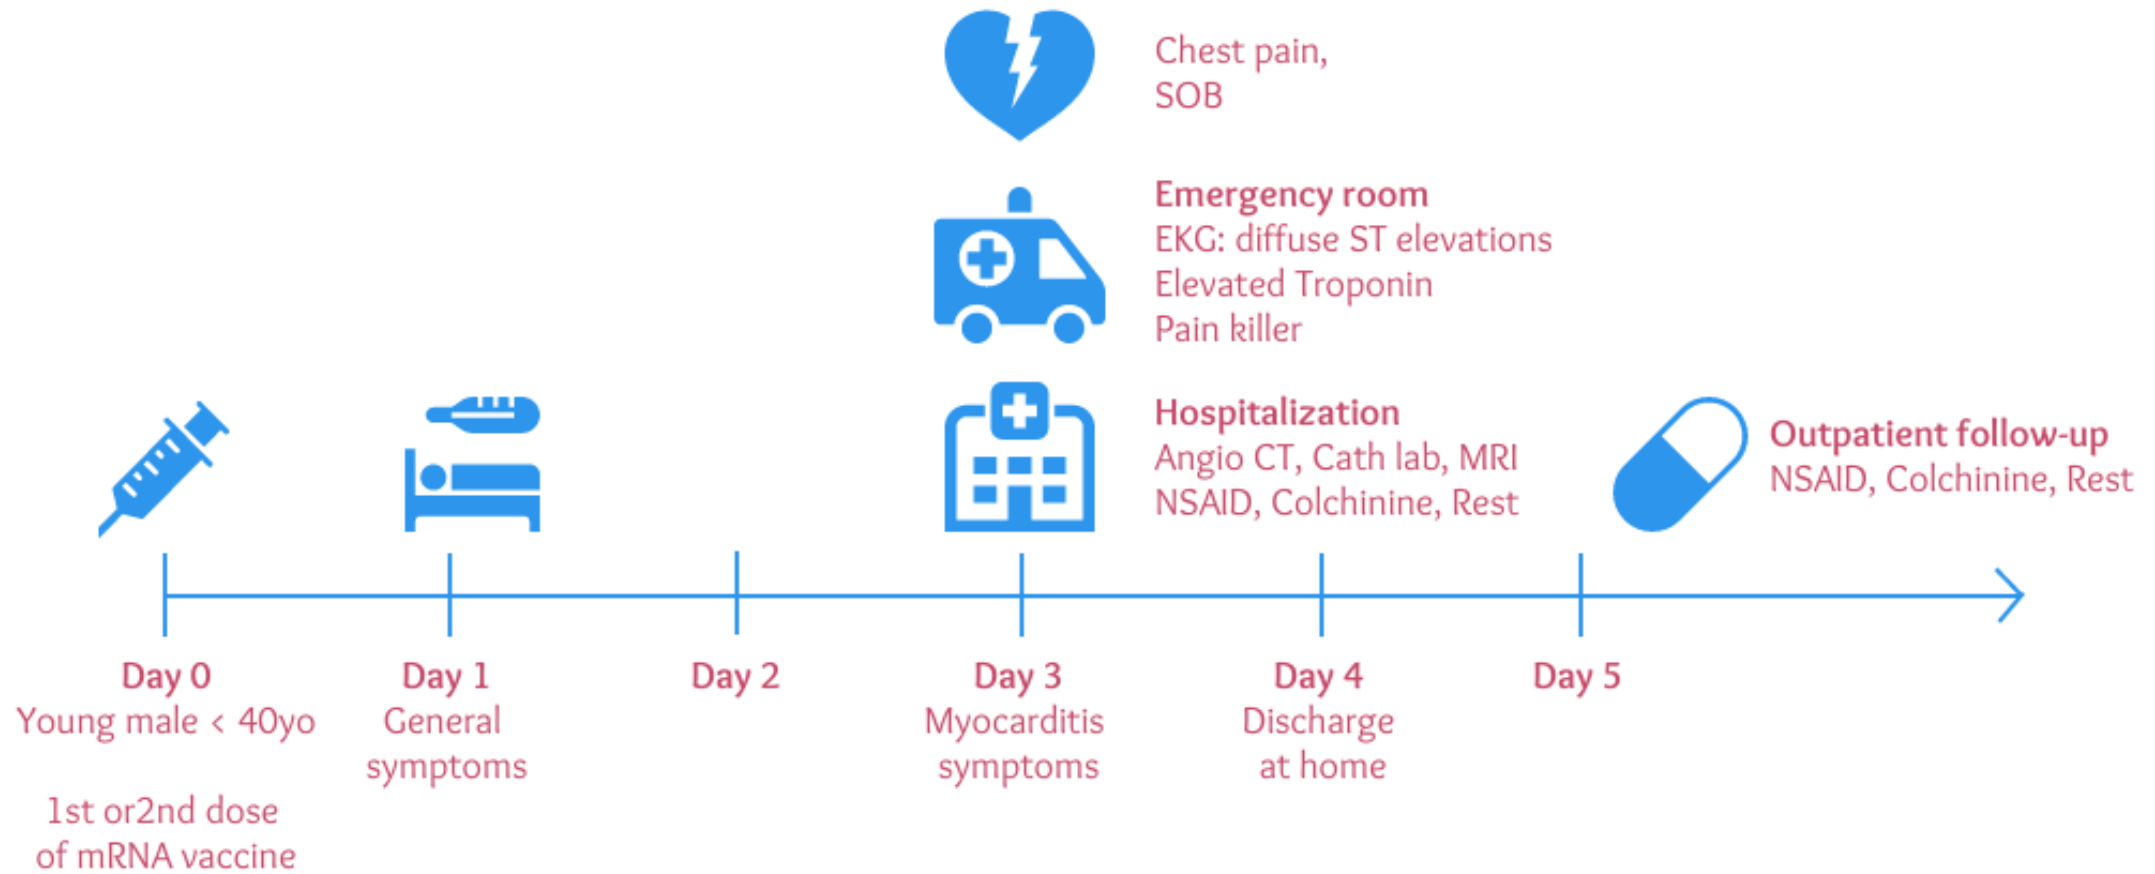 Chest pain,
SOB
Emergency room
EKG: diffuse ST elevations
Elevated Troponin
Pain killer
Hospitalization
Angio CT, Cath lab, MRI
NSAID, Colchinine, Rest
Outpatient follow-up
NSAID, Colchinine, Rest
Day 0
Young male < 40yo
1st or2nd dose
of mRNA vaccine
Day 1
General
symptoms
Day 2
Day 3
Myocarditis
symptoms
Day 4
Discharge
at home
Day 5